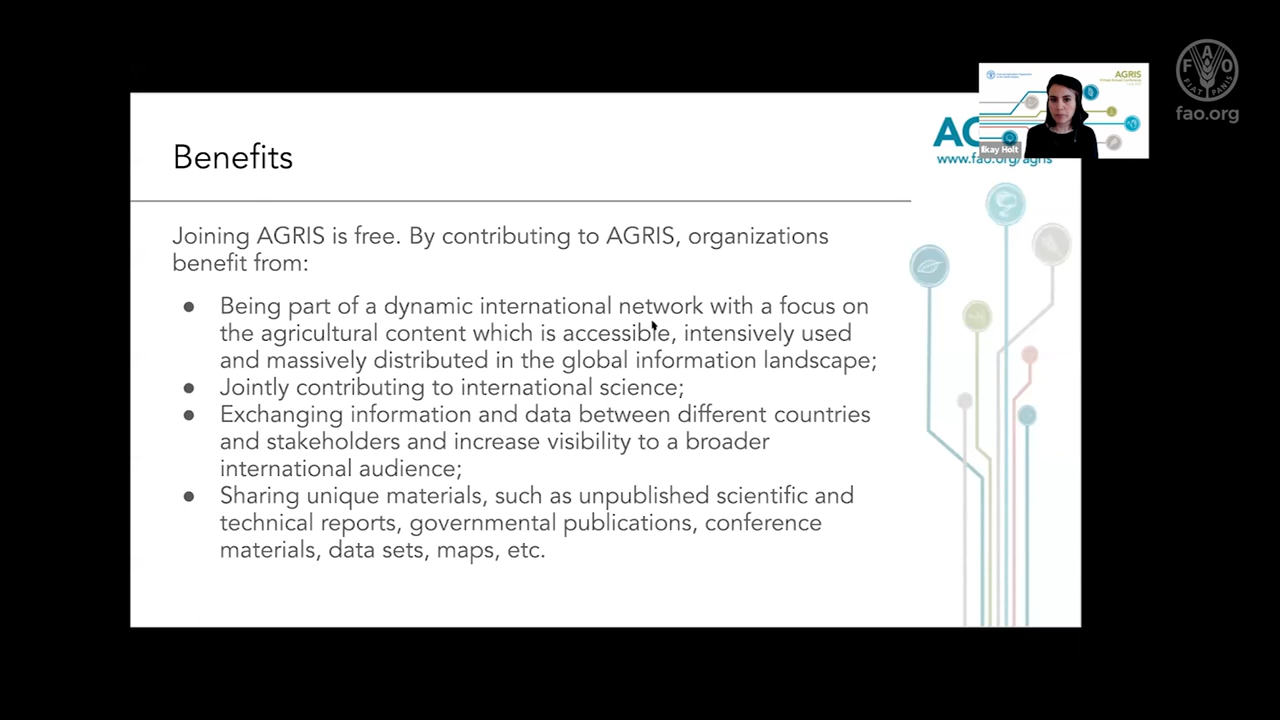 Benefits
Joining AGRIS is free. By contributing to AGRIS, organizations
benefit from:
● Being part of a dynamic international network with a focus on
the agricultural content which is accessible, intensively used
and massively distributed in the global information landscape;
● Jointly contributing to international science;
● Exchanging information and data between different countries
and stakeholders and increase visibility to a broader
international audience;
● Sharing unique materials, such as unpublished scientific and
technical reports, governmental publications, conference
materials, data sets, maps, etc.
www.fao.org/agris
AGRIS
Ilkay Holt
FAO
FIAT PANIS
fao.org